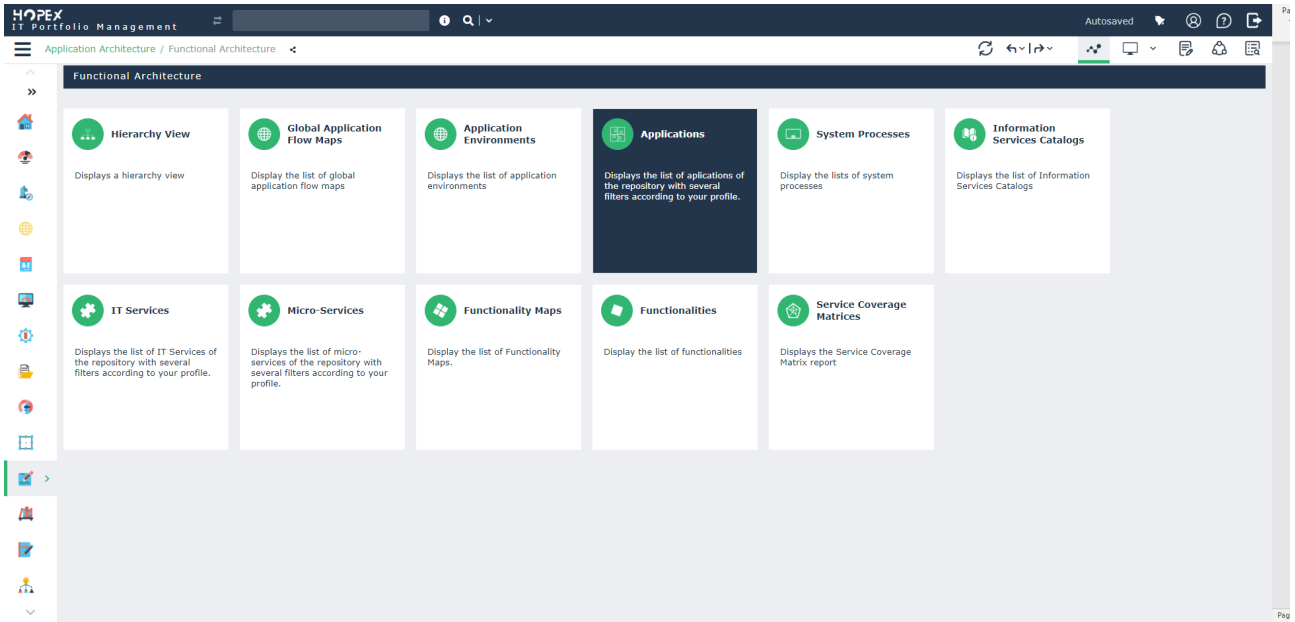 HOPEX
IT Portfolio Management
Autosaved
Application Architecture / Functional Architecture
Functional Architecture
Hierarchy View
Displays a hierarchy view
Global Application
Flow Maps
Display the list of global
application flow maps
Application
Environments
Displays the list of application
environments
Applications
Displays the list of aplications of
the repository with several
filters according to your profile.
System Processes
Display the lists of system
processes
Information
Services Catalogs
Displays the list of Information
Services Catalogs
IT Services
Displays the list of IT Services of
the repository with several
filters according to your profile.
Micro-Services
Displays the list of micro-
services of the repository with
several filters according to your
profile.
Functionality Maps
Display the list of Functionality
Maps.
Functionalities
Display the list of functionalities
Service Coverage
Matrices
Displays the Service Coverage
Matrix report
Pa
Pag